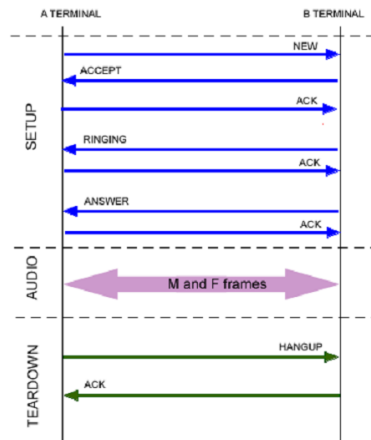 A TERMINAL
B TERMINAL
SETUP
NEW
ACCEPT
ACK
RINGING
ACK
ANSWER
ACK
AUDIO
M and F frames
TEARDOWN
HANGUP
ACK